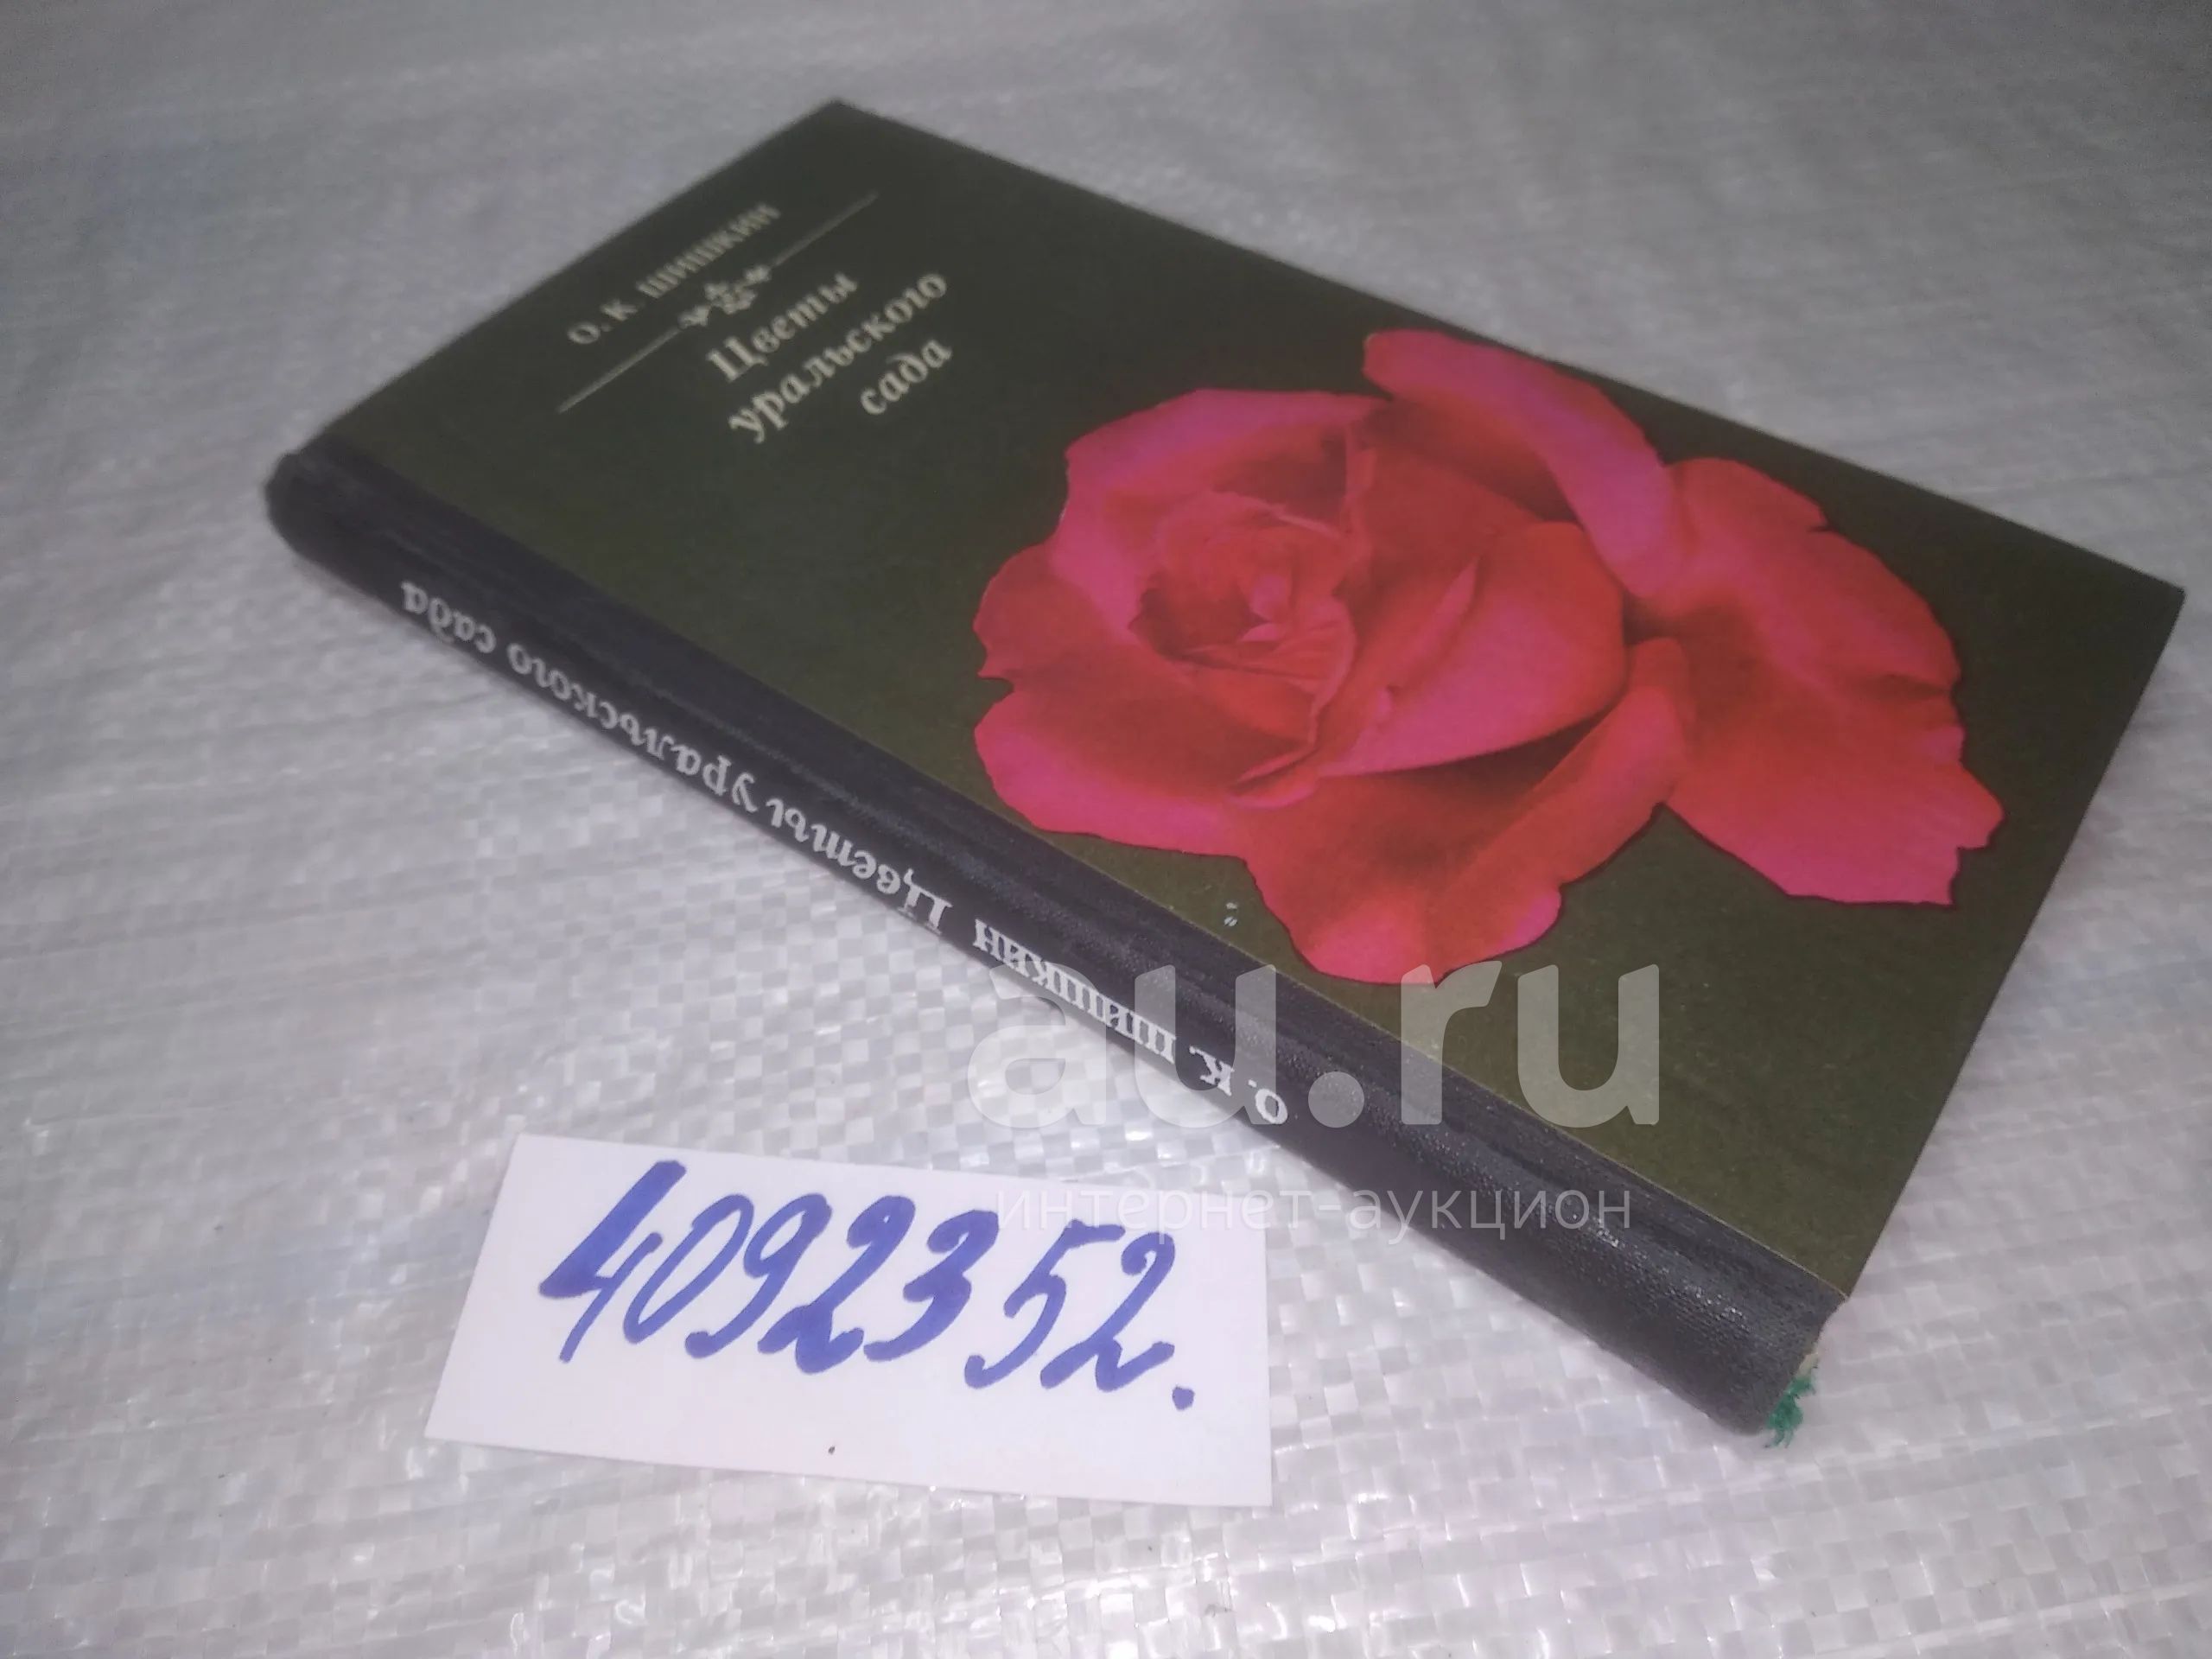 О. К. ШИШКИН
Цветы
уральского
сада
О. К. ШИШКИН Цветы уральского сада
au.ru
интернет-аукцион
4092352.